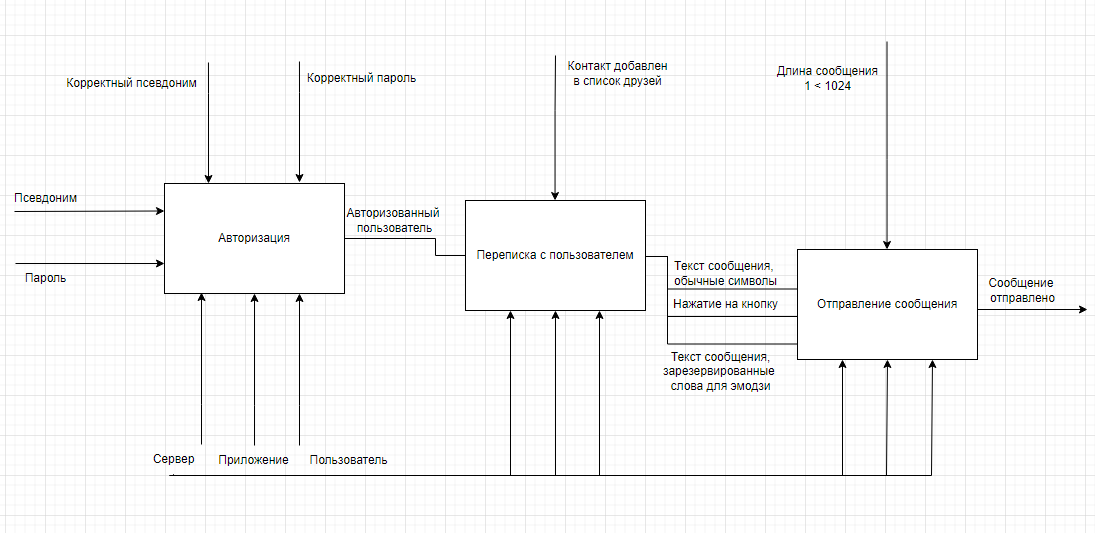 Корректный псевдоним
Корректный пароль
Контакт добавлен
в список друзей
Длина сообщения
1 < 1024
Псевдоним
Пароль
Авторизация
Авторизованный
пользователь
Переписка с пользователем
Текст сообщения,
обычные символы
Нажатие на кнопку
Текст сообщения,
зарезервированные
слова для эмодзи
Отправление сообщения
Сообщение
отправлено
Сервер
Приложение
Пользователь